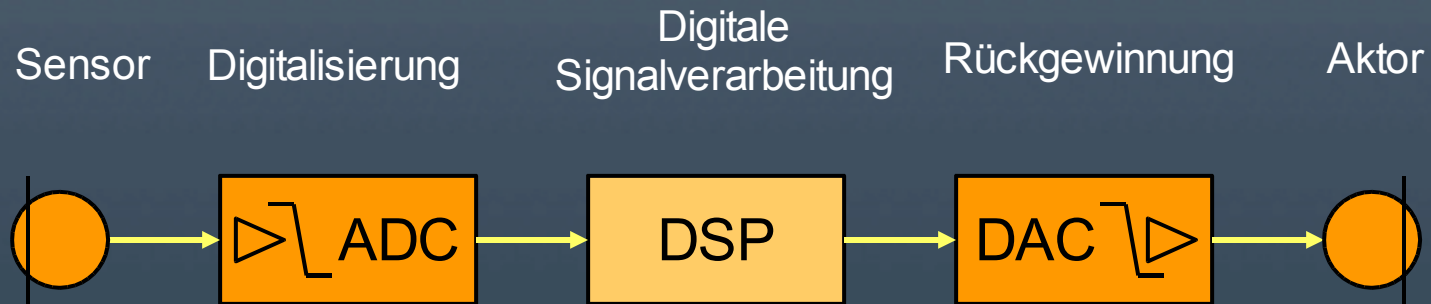 Sensor
Digitalisierung
Digitale
Signalverarbeitung
Rückgewinnung
Aktor
ADC
DSP
DAC